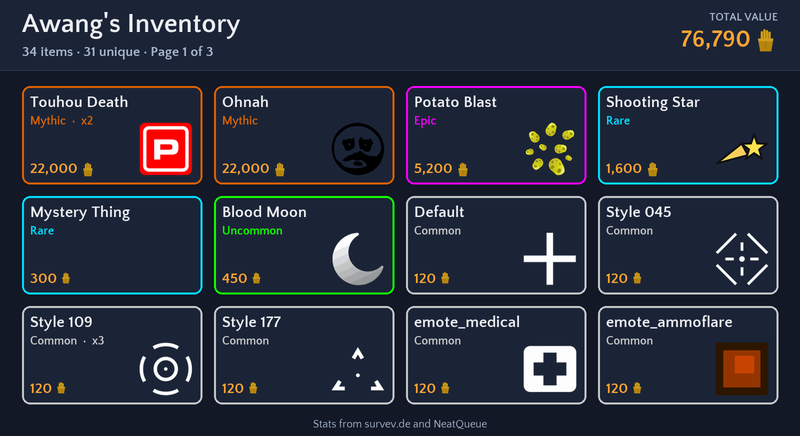 Awang's Inventory
34 items · 31 unique · Page 1 of 3
TOTAL VALUE
76,790
Touhou Death
Mythic · x2
22,000
P
Ohnah
Mythic
22,000
Potato Blast
Epic
5,200
Shooting Star
Rare
1,600
Mystery Thing
Rare
300
Blood Moon
Uncommon
450
Default
Common
120
Style 045
Common
120
Style 109
Common · x3
120
Style 177
Common
120
emote_medical
Common
120
emote_ammoflare
Common
120
Stats from survev.de and NeatQueue